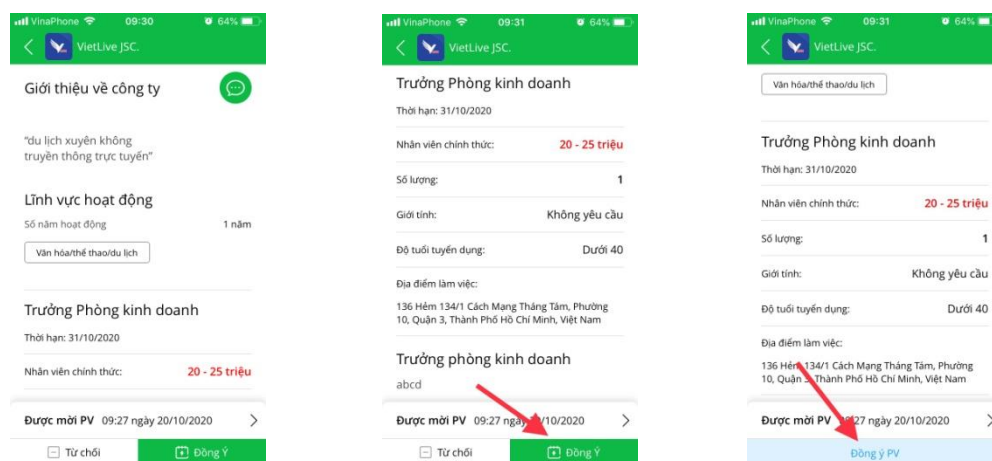 VinaPhone 09:30 64%
VietLive JSC.
Giới thiệu về công ty
“du lịch xuyên không
truyền thông trực tuyến”
Lĩnh vực hoạt động
Số năm hoạt động 1 năm
Văn hóa/thể thao/du lịch
Trưởng Phòng kinh doanh
Thời hạn: 31/10/2020
Nhân viên chính thức: 20 - 25 triệu
Được mời PV 09:27 ngày 20/10/2020
Từ chối Đồng Ý
VinaPhone 09:31 64%
VietLive JSC.
Trưởng Phòng kinh doanh
Thời hạn: 31/10/2020
Nhân viên chính thức: 20 - 25 triệu
Số lượng: 1
Giới tính: Không yêu cầu
Độ tuổi tuyển dụng: Dưới 40
Địa điểm làm việc:
136 Hẻm 134/1 Cách Mạng Tháng Tám, Phường
10, Quận 3, Thành Phố Hồ Chí Minh, Việt Nam
Trưởng phòng kinh doanh
abcd
Được mời PV 09:27 ngày 20/10/2020
Từ chối Đồng Ý
VinaPhone 09:31 64%
VietLive JSC.
Văn hóa/thể thao/du lịch
Trưởng Phòng kinh doanh
Thời hạn: 31/10/2020
Nhân viên chính thức: 20 - 25 triệu
Số lượng: 1
Giới tính: Không yêu cầu
Độ tuổi tuyển dụng: Dưới 40
Địa điểm làm việc:
136 Hẻm 134/1 Cách Mạng Tháng Tám, Phường
10, Quận 3, Thành Phố Hồ Chí Minh, Việt Nam
Được mời PV 09:27 ngày 20/10/2020
Đồng ý PV